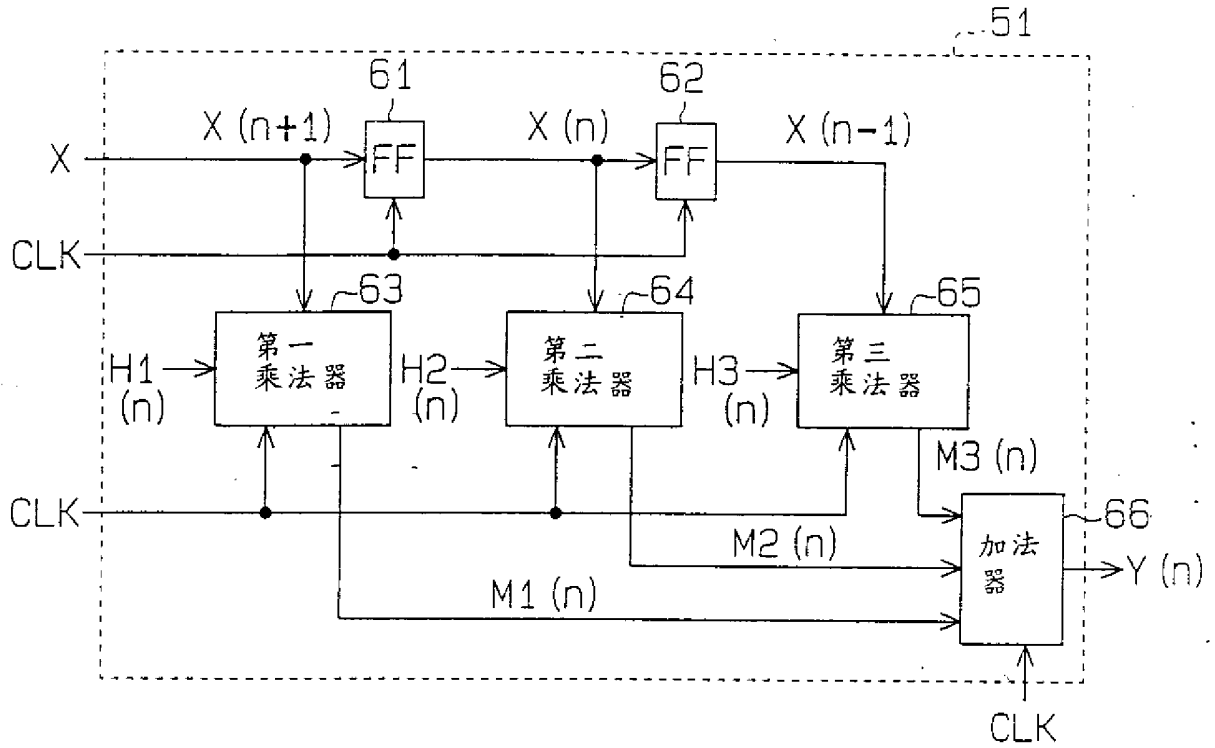 51
61
62
X (n+1)
X (n)
X (n-1)
X
FF
FF
CLK
63
64
65
第一
乘法器
第二
乘法器
第三
乘法器
H1
(n)
H2
(n)
H3
(n)
M3 (n)
CLK
66
M2 (n)
加法
器
Y (n)
M1 (n)
CLK